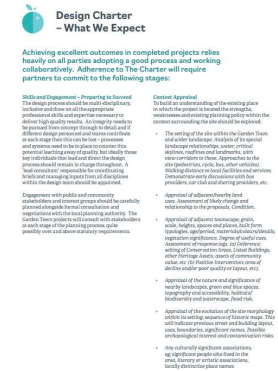 Design Charter
– What We Expect
Achieving excellent outcomes in completed projects relies
heavily on all parties adopting a good process and working
collaboratively. Adherence to The Charter will require
partners to commit to the following stages:
Skills and Engagement – Preparing to Succeed
The design process should be multi-disciplinary,
inclusive and draw on all the appropriate
professional skills and expertise necessary to
deliver high quality results. An integrity needs to
be pursued from concept through to detail and if
different design personnel and teams contribute
at each stage then this can be lost – processes
and systems need to be in place to counter this
potential leaching away of quality, but ideally those
key individuals that lead and direct the design
process should remain in charge throughout. A
'lead consultant' responsible for coordinating
briefs and managing inputs from all disciplines
within the design team should be appointed.
Engagement with public and community
stakeholders and interest groups should be carefully
planned alongside formal consultation and
negotiations with the local planning authority. The
Garden Town projects will consult with stakeholders
at each stage of the planning process, quite
possibly over and above statutory requirements.
Context Appraisal
To build an understanding of the existing place
in which the project is located the strengths,
weaknesses and existing planning policy within the
context surrounding the site should be explored:
• The setting of the site within the Garden Town
and wider landscape. Analysis of its spatial
landscape relationships, water; critical
skylines, rooflines and landmarks, with
view corridors to these. Approaches to the
site (pedestrian, cycle, bus, other vehicles).
Walking distance to local facilities and services.
Demonstrate early discussions with bus
providers, car club and sharing providers, etc.
• Appraisal of adjacent/nearby land
uses. Assessment of likely change and
relationship to the proposals. Condition.
• Appraisal of adjacent townscape: grain,
scale, heights, spaces and places, built form
typologies, age/period, materials/colours/details,
vegetation significance. Degree of useful cues.
Assessment of response (eg. (a) Deference:
setting of Conservation Areas, Listed Buildings,
other Heritage Assets, assets of community
value, etc (b) Positive Intervention: area of
decline and/or poor quality or layout, etc).
• Appraisal of the nature and significance of
nearby landscapes, green and blue spaces,
topography and accessibility, habitats/
biodiversity and watercourse, flood risk.
• Appraisal of the evolution of the site morphology
within its setting: sequence of historic maps. This
will indicate previous street and building layout,
uses, boundaries, significant names. Possible
archaeological interest and contamination risks
• Any culturally significant associations,
eg: significant people who lived in the
area, literary or artistic associations,
locally distinctive place names.